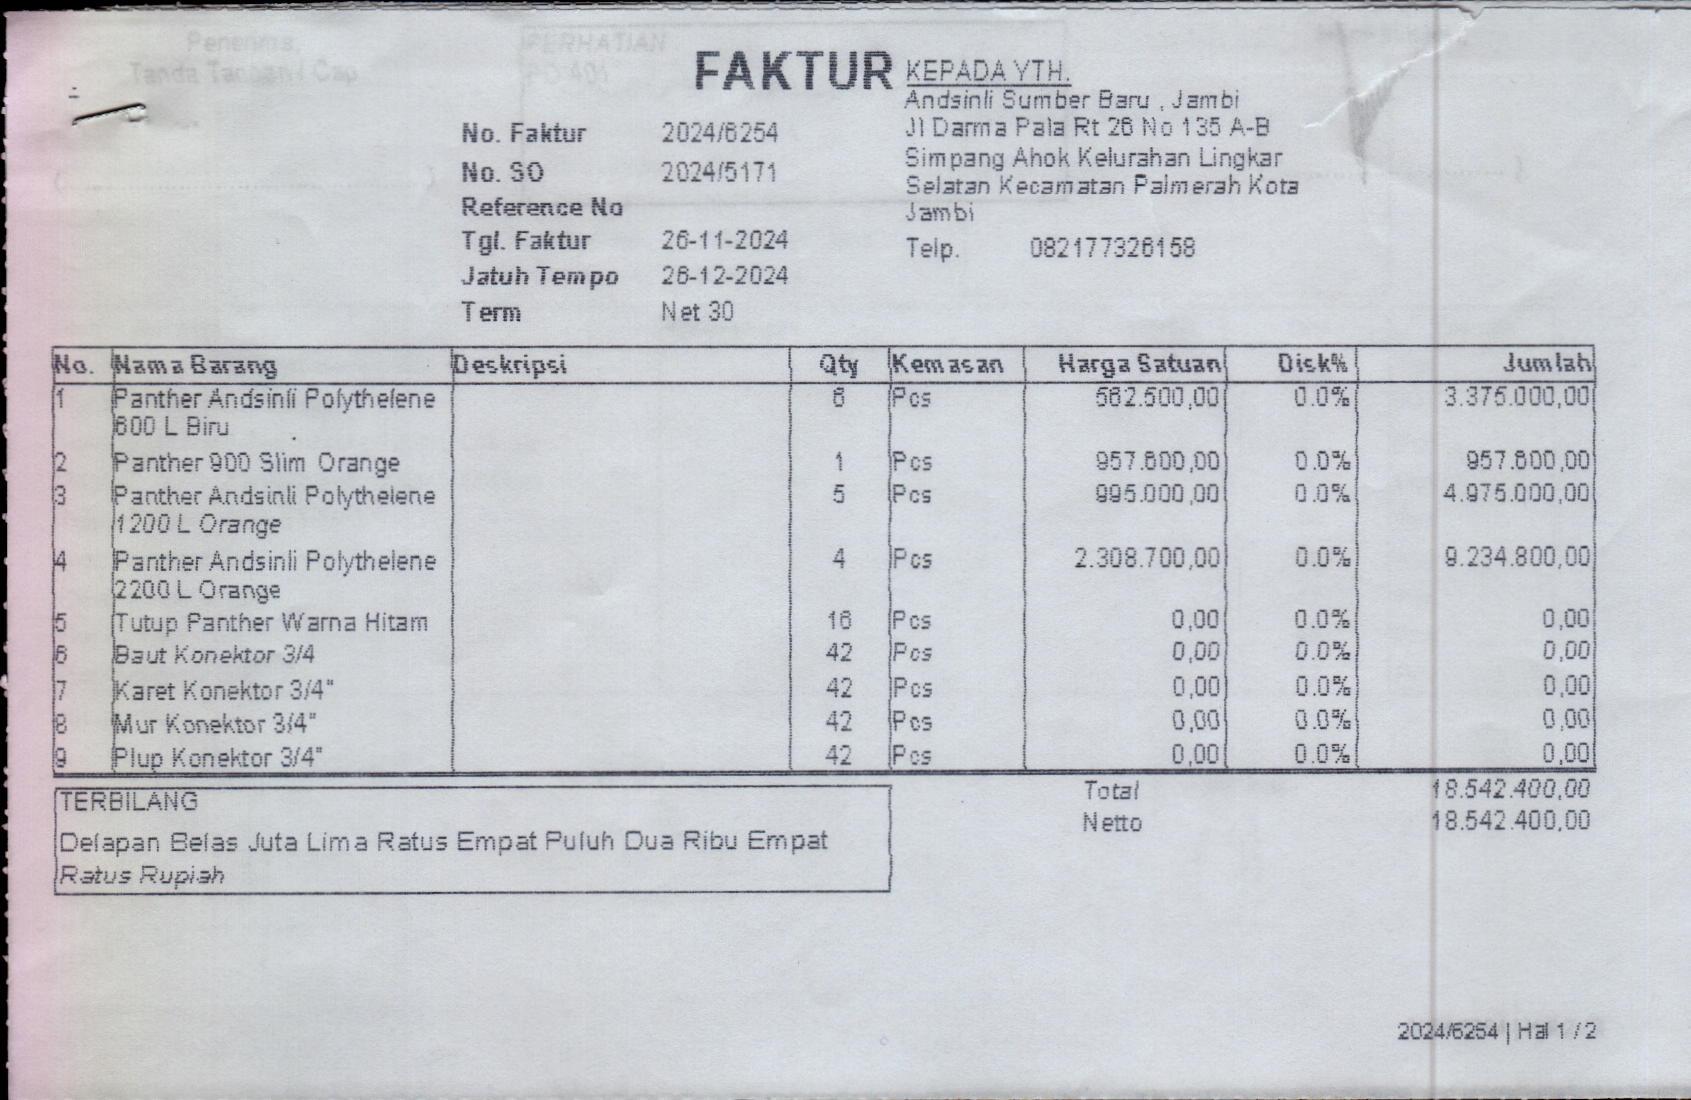 FAKTUR
KEPADA YTH.
Andsinli Sumber Baru , Jambi
Jl Darma Pala Rt 26 No 135 A-B
Simpang Ahok Kelurahan Lingkar
Selatan Kecamatan Palmerah Kota
Jambi
Telp. 082177326158
No. Faktur 2024/6254
No. SO 2024/5171
Reference No
Tgl. Faktur 26-11-2024
Jatuh Tempo 26-12-2024
Term Net 30
No. Nama Barang Deskripsi Qty Kemasan Harga Satuan Disk% Jumlah
1 Panther Andsinli Polythelene 6 Pcs 562.500,00 0.0% 3.375.000,00
600 L Biru
2 Panther 900 Slim Orange 1 Pcs 957.600,00 0.0% 957.600,00
3 Panther Andsinli Polythelene 5 Pcs 995.000,00 0.0% 4.975.000,00
1200 L Orange
4 Panther Andsinli Polythelene 4 Pcs 2.308.700,00 0.0% 9.234.800,00
2200 L Orange
5 Tutup Panther Warna Hitam 16 Pcs 0,00 0.0% 0,00
6 Baut Konektor 3/4 42 Pcs 0,00 0.0% 0,00
7 Karet Konektor 3/4" 42 Pcs 0,00 0.0% 0,00
8 Mur Konektor 3/4" 42 Pcs 0,00 0.0% 0,00
9 Plup Konektor 3/4" 42 Pcs 0,00 0.0% 0,00
Total 18.542.400,00
Netto 18.542.400,00
TERBILANG
Delapan Belas Juta Lima Ratus Empat Puluh Dua Ribu Empat
Ratus Rupiah
2024/6254 | Hal 1 / 2
Penerima,
Tanda Tangan / Cap
PERHATIAN